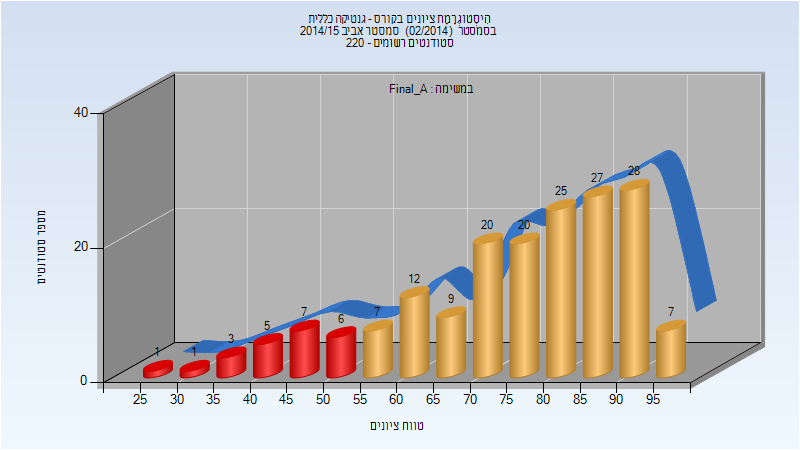 היסטוגרמת ציונים בקורס - גנטיקה כללית
בסמסטר (02/2014) סמסטר אביב 2014/15
סטודנטים רשומים - 220
במשימה : Final_A
מספר סטודנטים
40
20
0
1
1
3
5
7
6
7
12
9
20
20
25
27
28
7
25 30 35 40 45 50 55 60 65 70 75 80 85 90 95
טווח ציונים